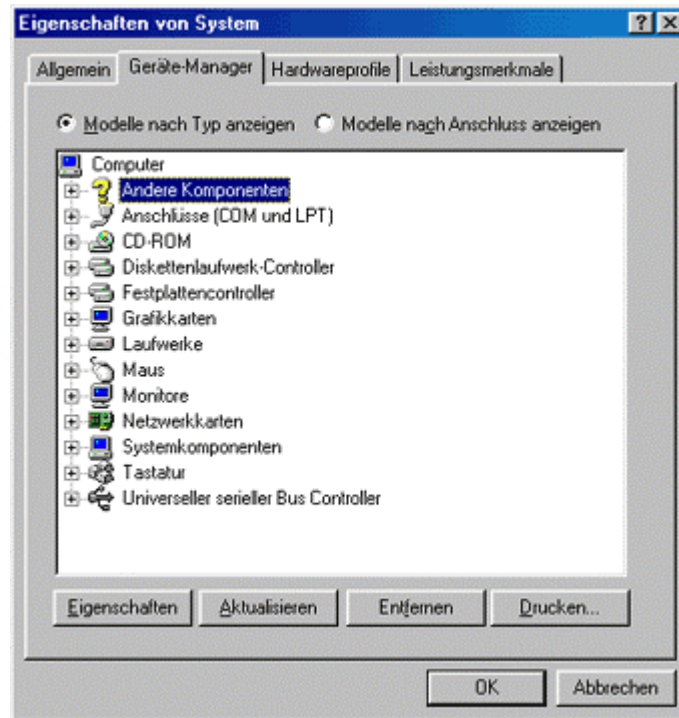 Eigenschaften von System
Allgemein Geräte-Manager Hardwareprofile Leistungsmerkmale
Modelle nach Typ anzeigen Modelle nach Anschluss anzeigen
Computer
Andere Komponenten
Anschlüsse (COM und LPT)
CD-ROM
Diskettenlaufwerk-Controller
Festplattencontroller
Grafikkarten
Laufwerke
Maus
Monitore
Netzwerkkarten
Systemkomponenten
Tastatur
Universeller serieller Bus Controller
Eigenschaften Aktualisieren Entfernen Drucken...
OK Abbrechen